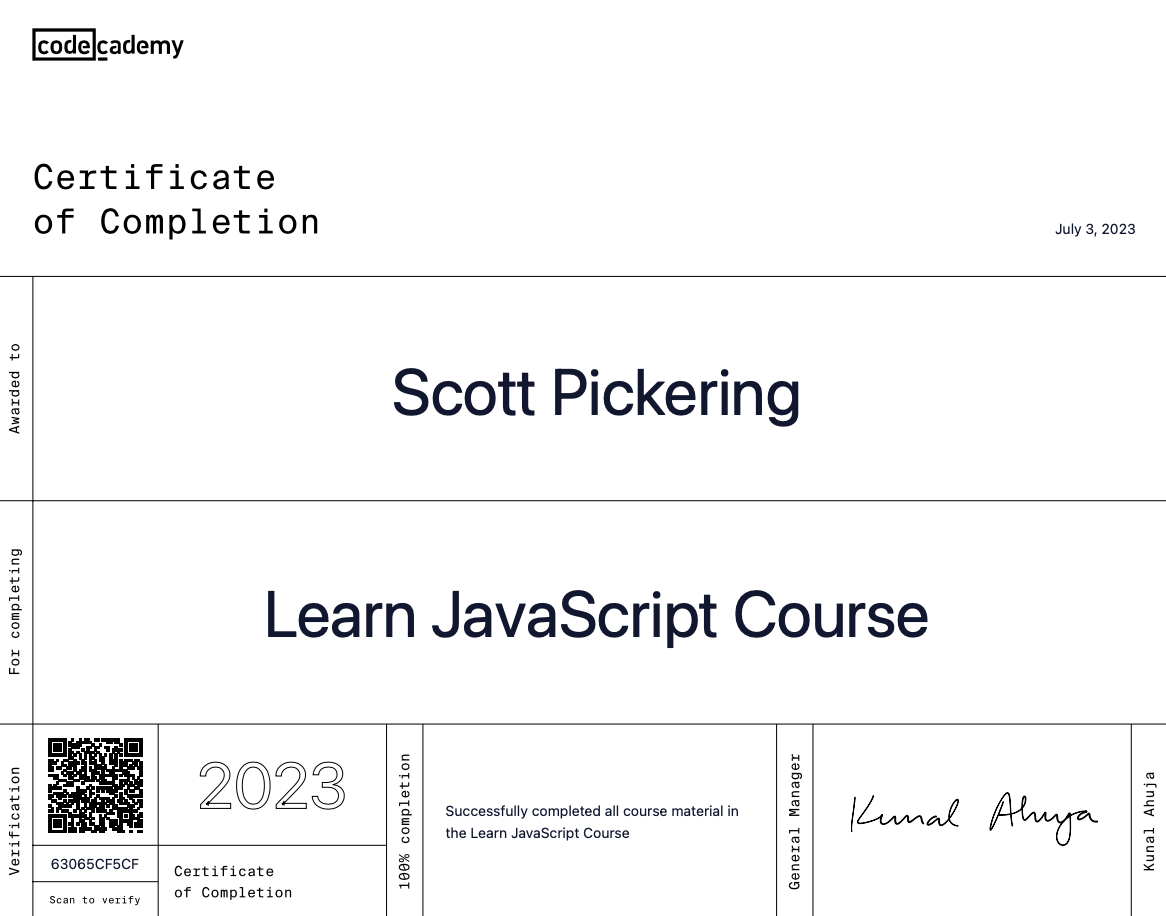 codecademy
Certificate
of Completion
July 3, 2023
Awarded to
Scott Pickering
For completing
Learn JavaScript Course
Verification
63065CF5CF
Scan to verify
2023
Certificate
of Completion
100% completion
Successfully completed all course material in
the Learn JavaScript Course
General Manager
Kunal Ahuja
Kunal Ahuja